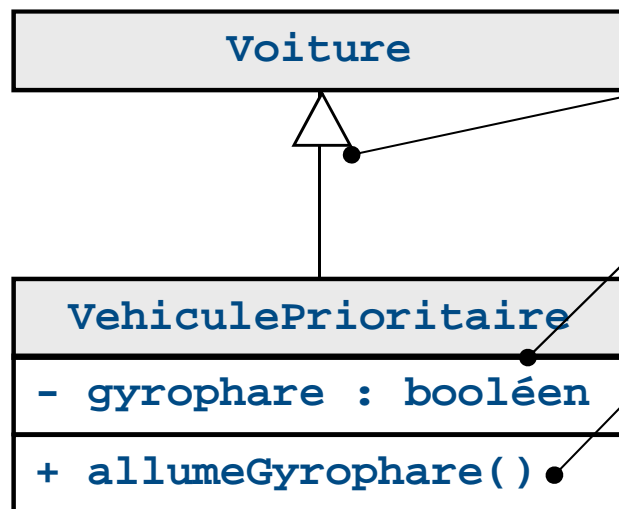 Voiture
VehiculePrioritaire
- gyrophare : booléen
+ allumeGyrophare()